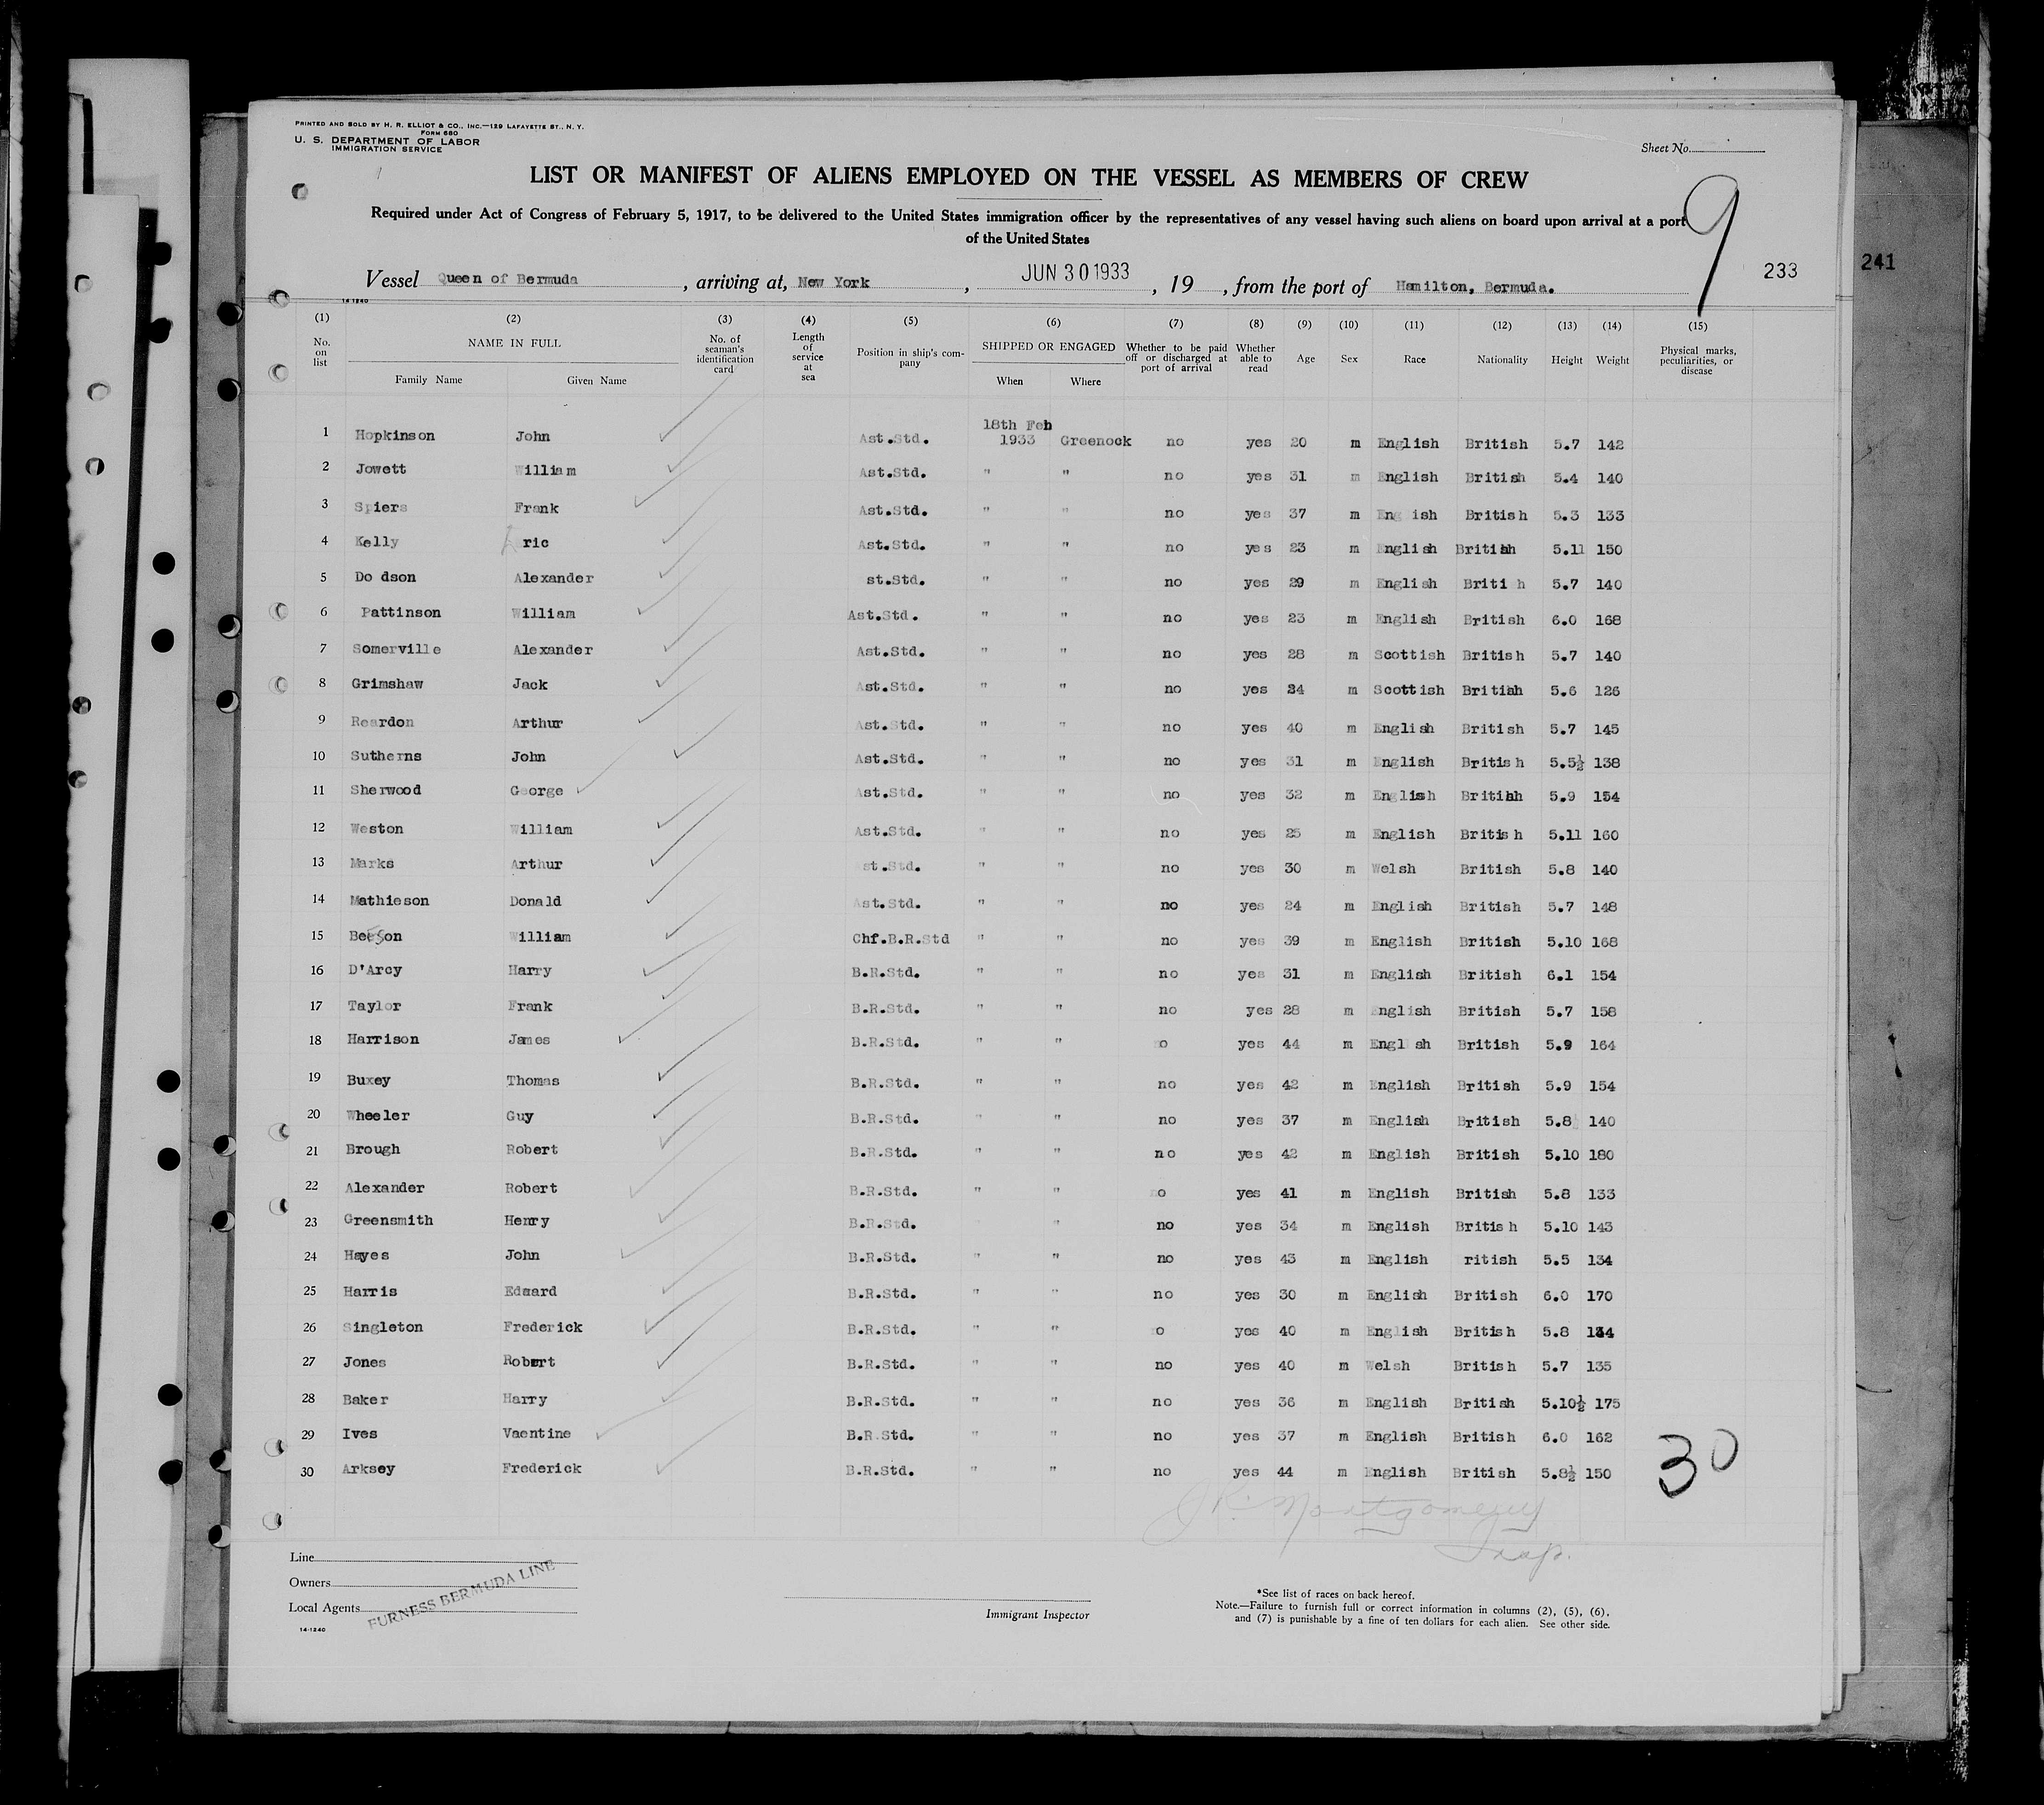 PRINTED AND SOLD BY H. R. ELLIOT & CO., INC.—129 LAFAYETTE ST., N. Y.
FORM 680
U. S. DEPARTMENT OF LABOR
IMMIGRATION SERVICE
Sheet No.
LIST OR MANIFEST OF ALIENS EMPLOYED ON THE VESSEL AS MEMBERS OF CREW
Required under Act of Congress of February 5, 1917, to be delivered to the United States immigration officer by the representatives of any vessel having such aliens on board upon arrival at a port
of the United States
9
Vessel Queen of Bermuda, arriving at, New York, JUN 30 1933, 19 , from the port of Hamilton, Bermuda.
233
241
14-1240
(1) (2) (3) (4) (5) (6) (7) (8) (9) (10) (11) (12) (13) (14) (15)
No. on list NAME IN FULL Family Name Given Name No. of seaman's identification card Length of service at sea Position in ship's company SHIPPED OR ENGAGED When Where Whether to be paid off or discharged at port of arrival Whether able to read Age Sex Race Nationality Height Weight Physical marks, peculiarities, or disease
1 Hopkinson John Ast.Std. 18th Feb 1933 Greenock no yes 20 m English British 5.7 142
2 Jowett William Ast.Std. " " no yes 31 m English British 5.4 140
3 Spiers Frank Ast.Std. " " no yes 37 m Eng ish British 5.3 133
4 Kelly Eric Ast.Std. " " no yes 23 m English British 5.11 150
5 Do dson Alexander st.Std. " " no yes 29 m English Briti h 5.7 140
6 Pattinson William Ast.Std. " " no yes 23 m English British 6.0 168
7 Somerville Alexander Ast.Std. " " no yes 28 m Scottish British 5.7 140
8 Grimshaw Jack Ast.Std. " " no yes 24 m Scottish British 5.6 126
9 Reardon Arthur Ast.Std. " " no yes 40 m English British 5.7 145
10 Sutherns John Ast.Std. " " no yes 31 m English British 5.5½ 138
11 Sherwood George Ast.Std. " " no yes 32 m English British 5.9 154
12 Weston William Ast.Std. " " no yes 25 m English British 5.11 160
13 Marks Arthur st.Std. " " no yes 30 m Welsh British 5.8 140
14 Mathieson Donald Ast.Std. " " no yes 24 m English British 5.7 148
15 Beeson William Chf.B.R.Std " " no yes 39 m English British 5.10 168
16 D'Arcy Harry B.R.Std. " " no yes 31 m English British 6.1 154
17 Taylor Frank B.R.Std. " " no yes 28 m English British 5.7 158
18 Harrison James B.R.Std. " " o yes 44 m Engl sh British 5.9 164
19 Buxey Thomas B.R.Std. " " no yes 42 m English British 5.9 154
20 Wheeler Guy B.R.Std. " " no yes 37 m English British 5.8 140
21 Brough Robert B.R.Std. " " no yes 42 m English British 5.10 180
22 Alexander Robert B.R.Std. " " o yes 41 m English British 5.8 133
23 Greensmith Henry B.R.Std. " no yes 34 m English British 5.10 143
24 Hayes John B.R.Std. " " no yes 43 m English ritish 5.5 134
25 Harris Edward B.R.Std. " " no yes 30 m English British 6.0 170
26 Singleton Frederick B.R.Std. " " o yes 40 m English British 5.8
27 Jones Robert B.R.Std. " " no yes 40 m Welsh British 5.7 135
28 Baker Harry B.R.Std. " " no yes 36 m English British 5.10½ 175
29 Ives Vaentine B.R.Std. " " no yes 37 m English British 6.0 162
30 Arksey Frederick B.R.Std. " " no yes 44 m English British 5.8½ 150
30
Montgomery
Insp.
Line
Owners
Local Agents
FURNESS BERMUDA LINE
14-1240
Immigrant Inspector
*See list of races on back hereof.
Note.—Failure to furnish full or correct information in columns (2), (5), (6),
and (7) is punishable by a fine of ten dollars for each alien. See other side.